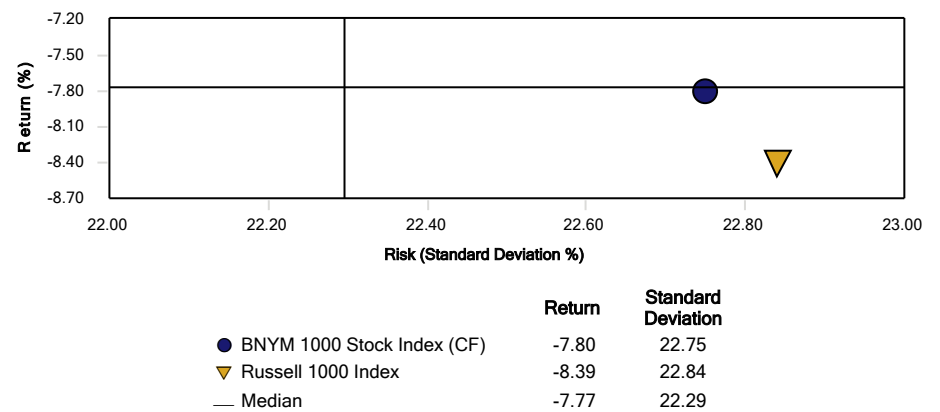 -7.20
-7.50
-7.80
-8.10
-8.40
-8.70
Return (%)
22.00 22.20 22.40 22.60 22.80 23.00
Risk (Standard Deviation %)
Return Standard Deviation
BNYM 1000 Stock Index (CF) -7.80 22.75
Russell 1000 Index -8.39 22.84
Median -7.77 22.29